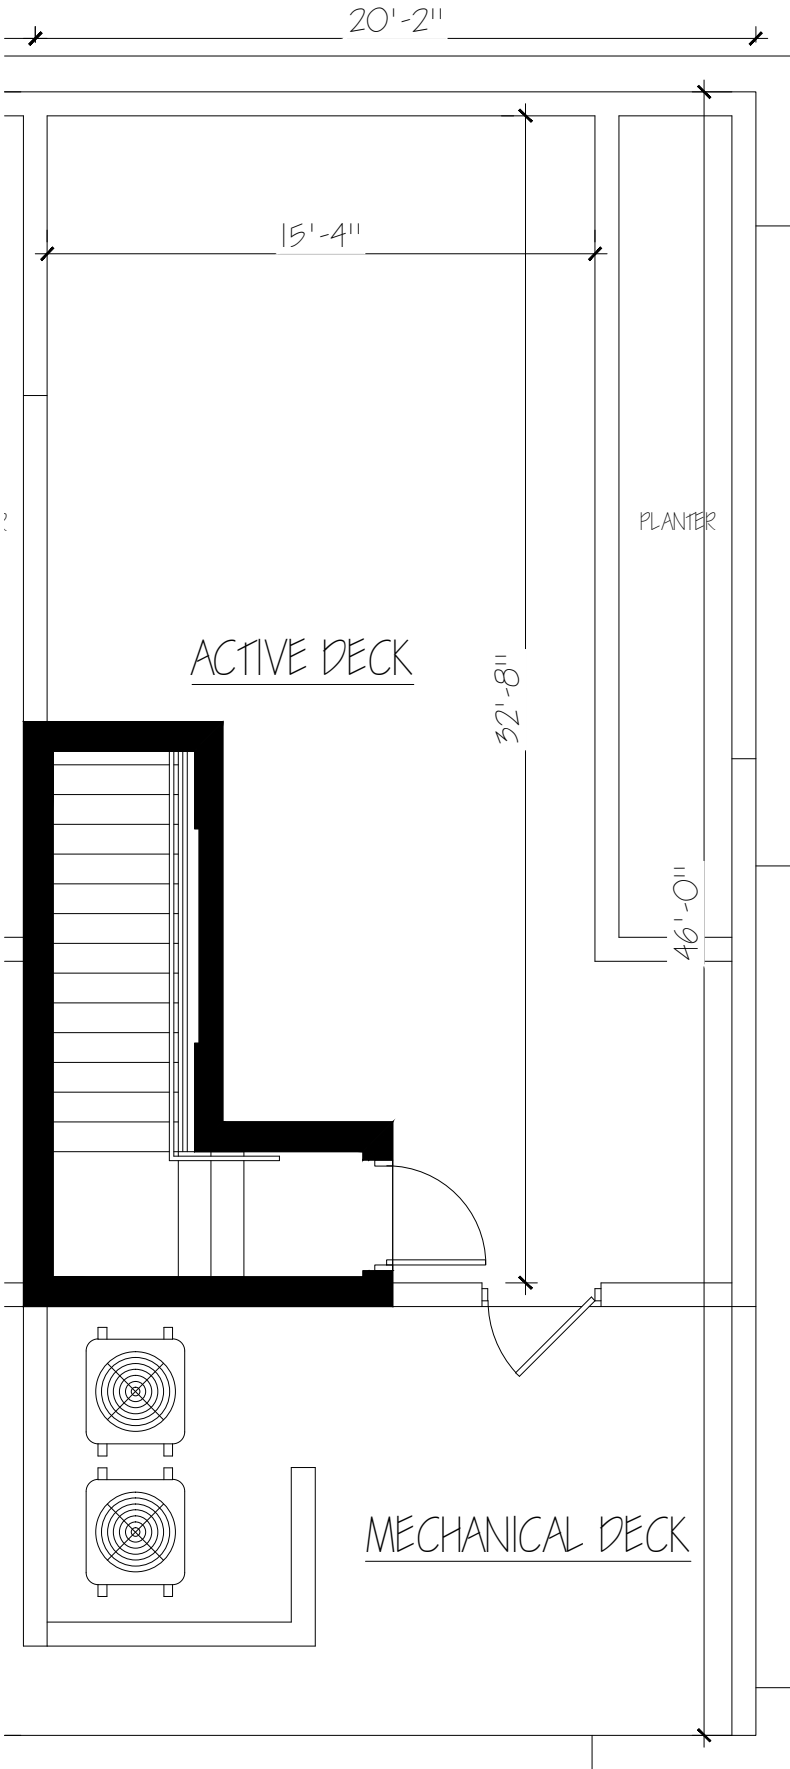 20'-2"
15'-4"
PLANTER
ACTIVE DECK
32'-8"
46'-0"
MECHANICAL DECK